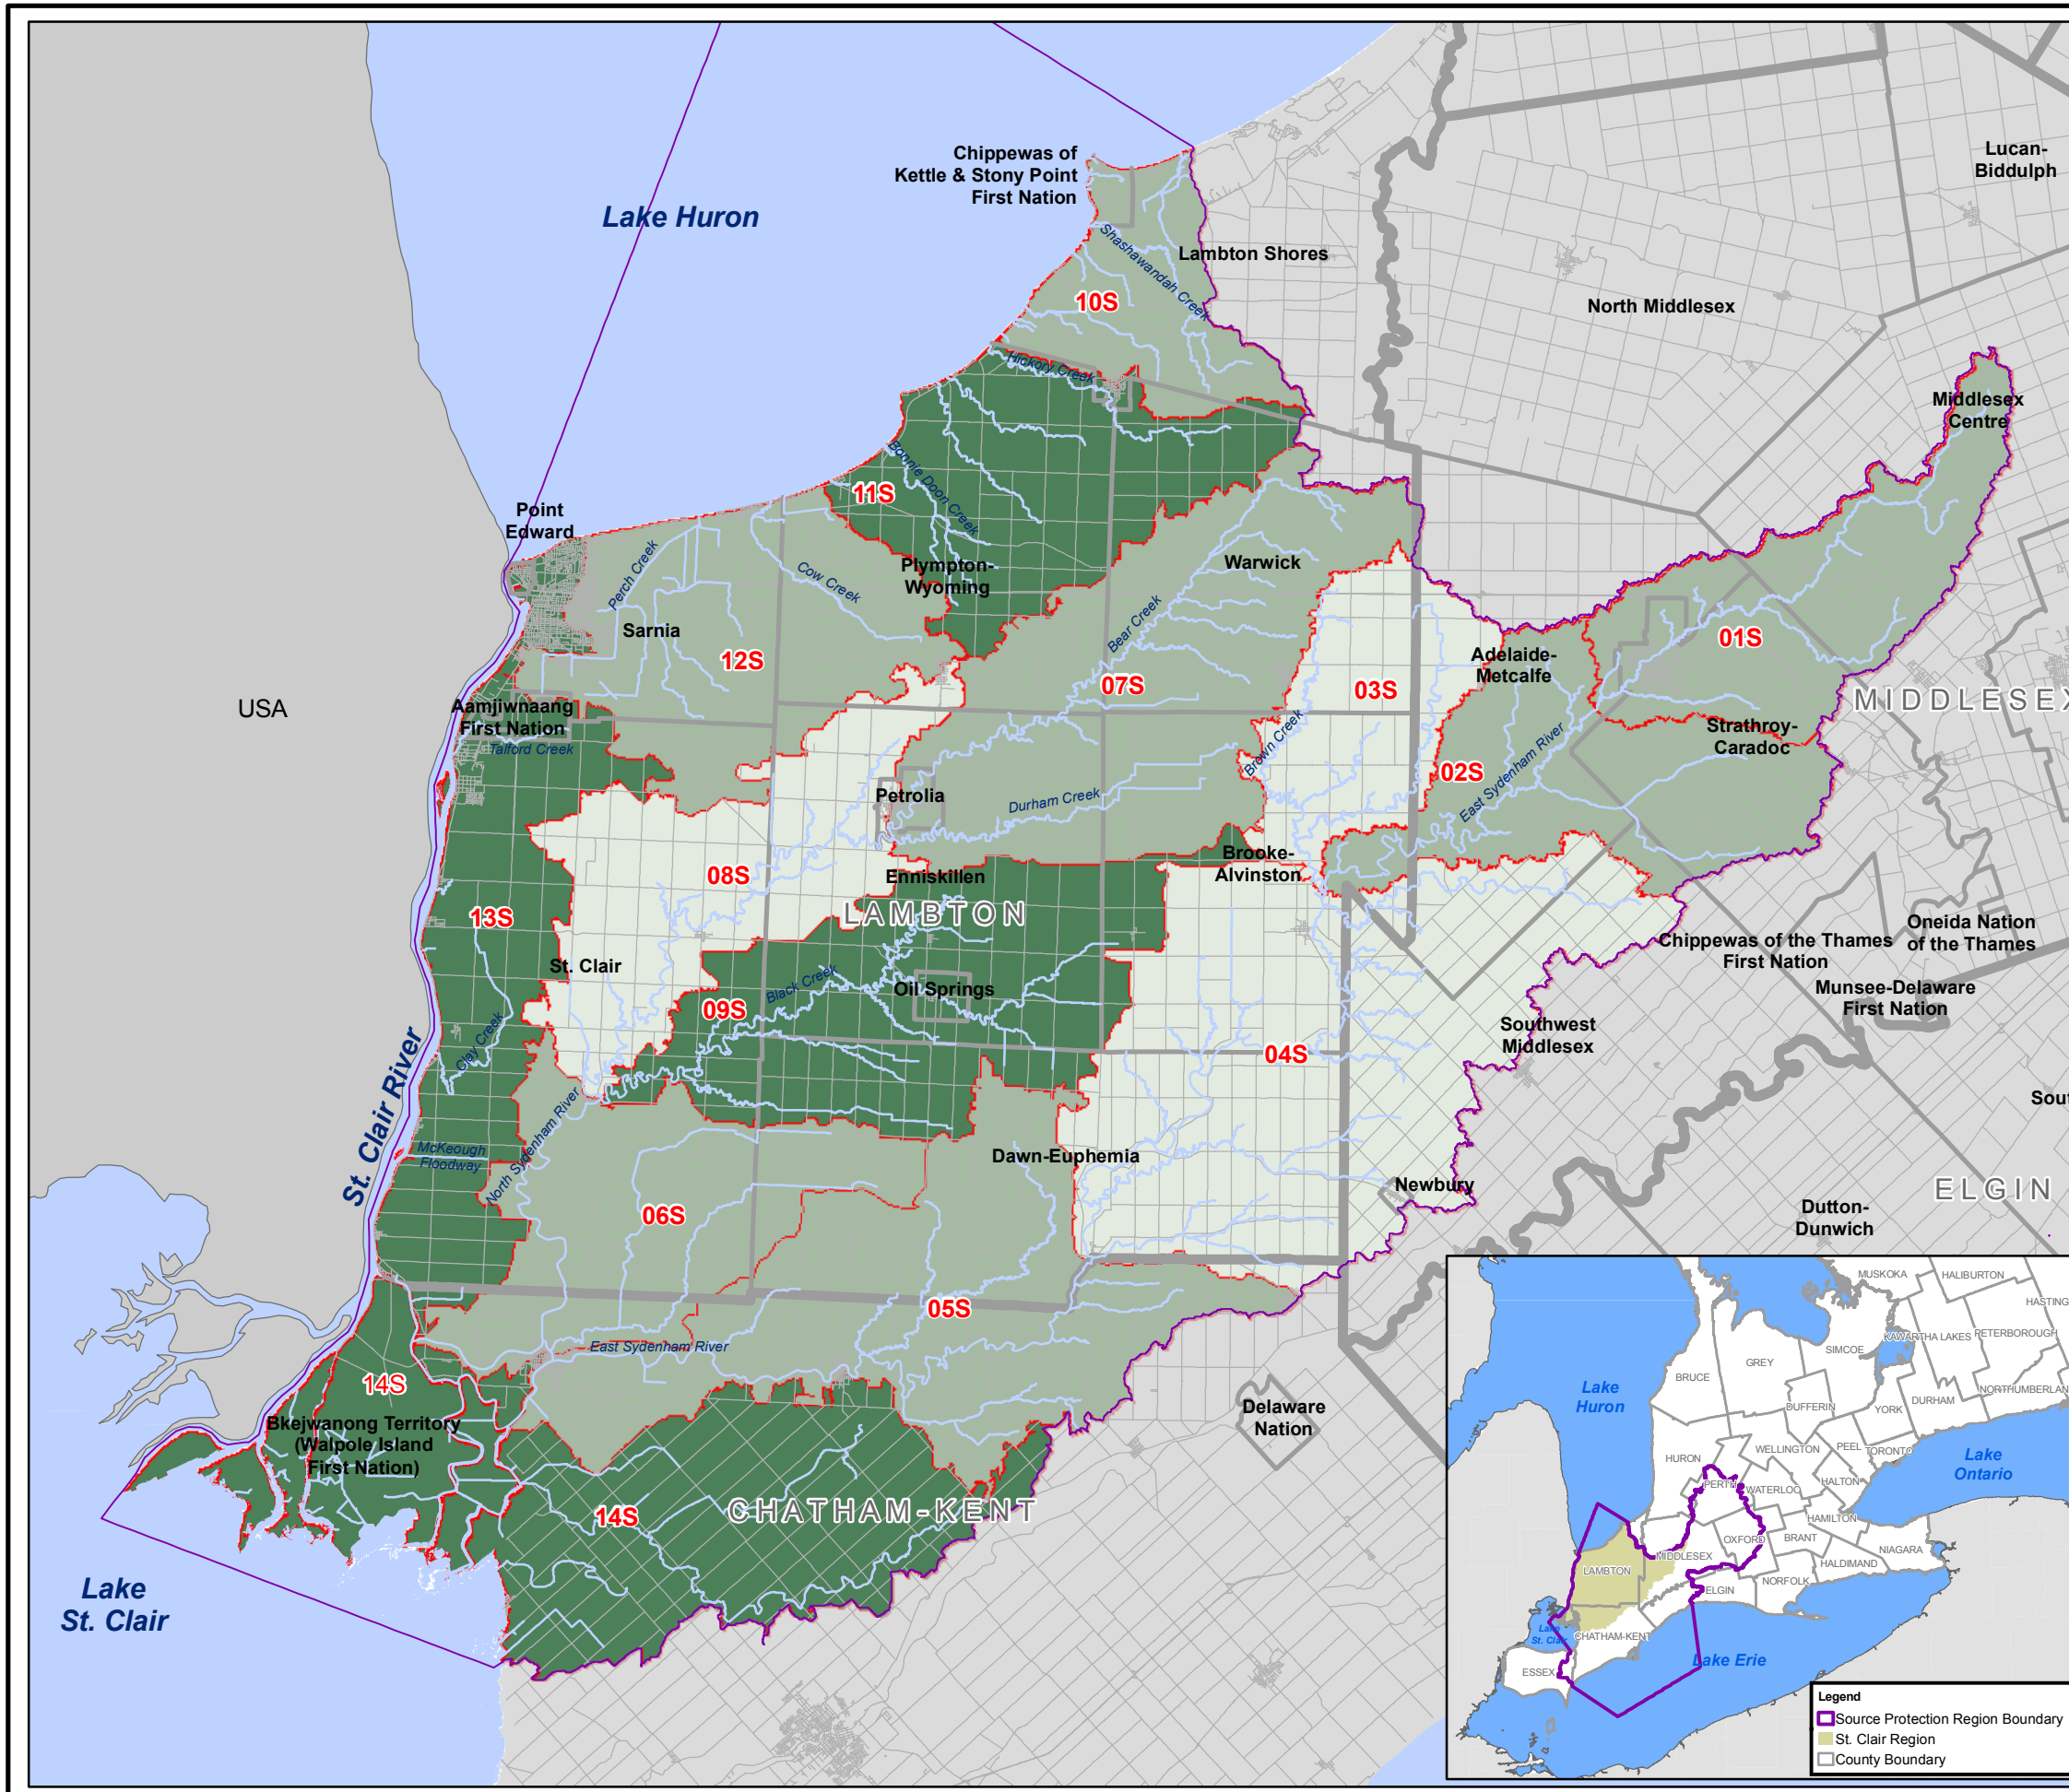 Lake Huron
Chippewas of
Kettle & Stony Point
First Nation
Lucan-
Biddulph
Shashawandah Creek
Lambton Shores
10S
North Middlesex
Hickory Creek
Middlesex
Centre
Bonnie Doon Creek
11S
Point
Edward
Perch Creek
Cow Creek
Plympton-
Wyoming
Warwick
Bear Creek
Sarnia
12S
07S
03S
Adelaide-
Metcalfe
01S
USA
MIDDLESEX
Aamjiwnaang
First Nation
Talford Creek
Strathroy-
Caradoc
Brown Creek
02S
East Sydenham River
Petrolia
Durham Creek
08S
Enniskillen
Brooke-
Alvinston
LAMBTON
13S
Oneida Nation
of the Thames
Chippewas of the Thames
First Nation
St. Clair
Black Creek
Oil Springs
Munsee-Delaware
First Nation
09S
Clay Creek
Southwest
Middlesex
04S
St. Clair River
North Sydenham River
Sout
McKeough
Floodway
Dawn-Euphemia
Newbury
ELGIN
06S
Dutton-
Dunwich
05S
East Sydenham River
14S
Bkejwanong Territory
(Walpole Island
First Nation)
Delaware
Nation
14S
CHATHAM-KENT
Lake
St. Clair
MUSKOKA
HALIBURTON
HASTING
KAWARTHA LAKES
PETERBOROUGH
SIMCOE
GREY
BRUCE
NORTHUMBERLAN
DURHAM
YORK
DUFFERIN
Lake
Huron
WELLINGTON
PEEL
TORONTO
HURON
Lake
Ontario
HALTON
PERTH
WATERLOO
HAMILTON
OXFORD
BRANT
NIAGARA
MIDDLESEX
HALDIMAND
LAMBTON
NORFOLK
ELGIN
Lake
St. Clair
CHATHAM-KENT
Lake Erie
ESSEX
Legend
Source Protection Region Boundary
St. Clair Region
County Boundary